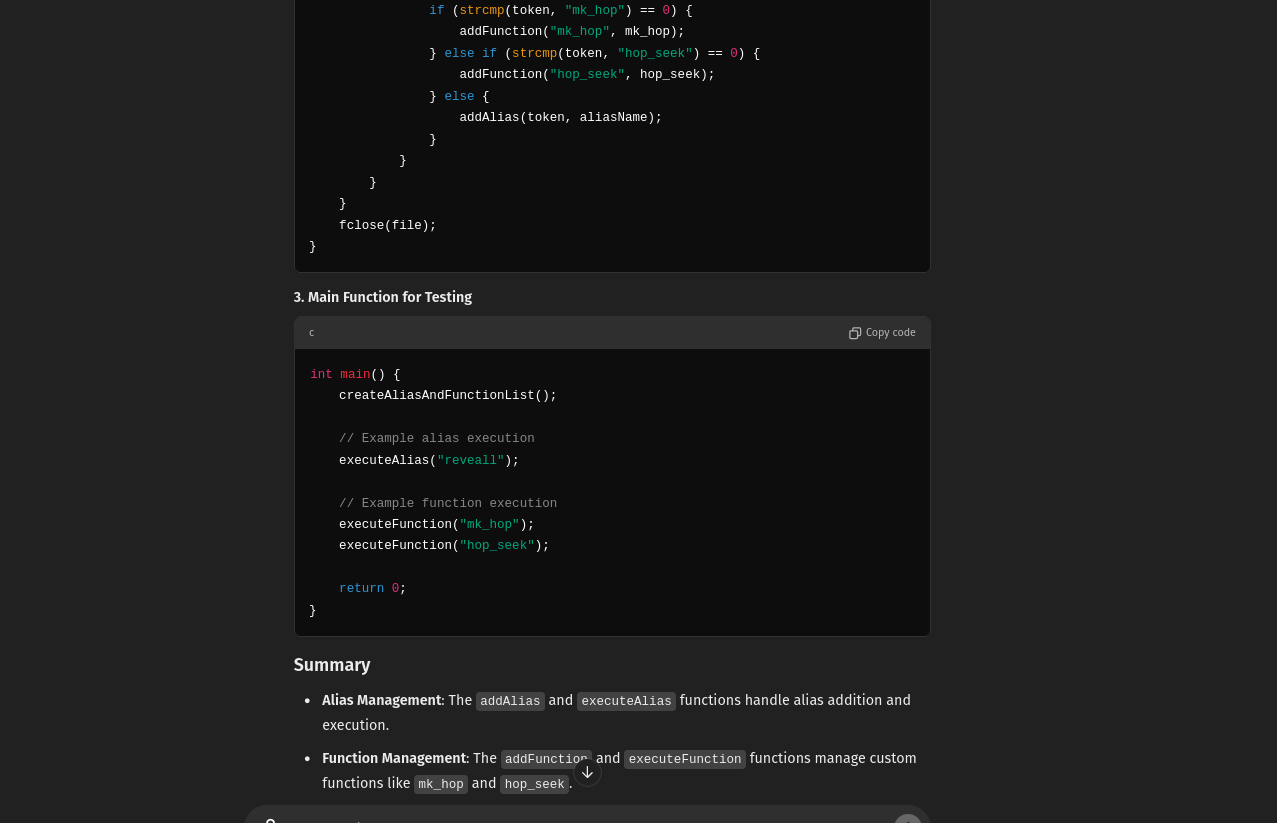 if (strcmp(token, "mk_hop") == 0) {
addFunction("mk_hop", mk_hop);
} else if (strcmp(token, "hop_seek") == 0) {
addFunction("hop_seek", hop_seek);
} else {
addAlias(token, aliasName);
}
}
}
}
fclose(file);
}
3. Main Function for Testing
c
Copy code
int main() {
createAliasAndFunctionList();
// Example alias execution
executeAlias("reveall");
// Example function execution
executeFunction("mk_hop");
executeFunction("hop_seek");
return 0;
}
Summary
• Alias Management: The addAlias and executeAlias functions handle alias addition and
execution.
• Function Management: The addFunction and executeFunction functions manage custom
functions like mk_hop and hop_seek.